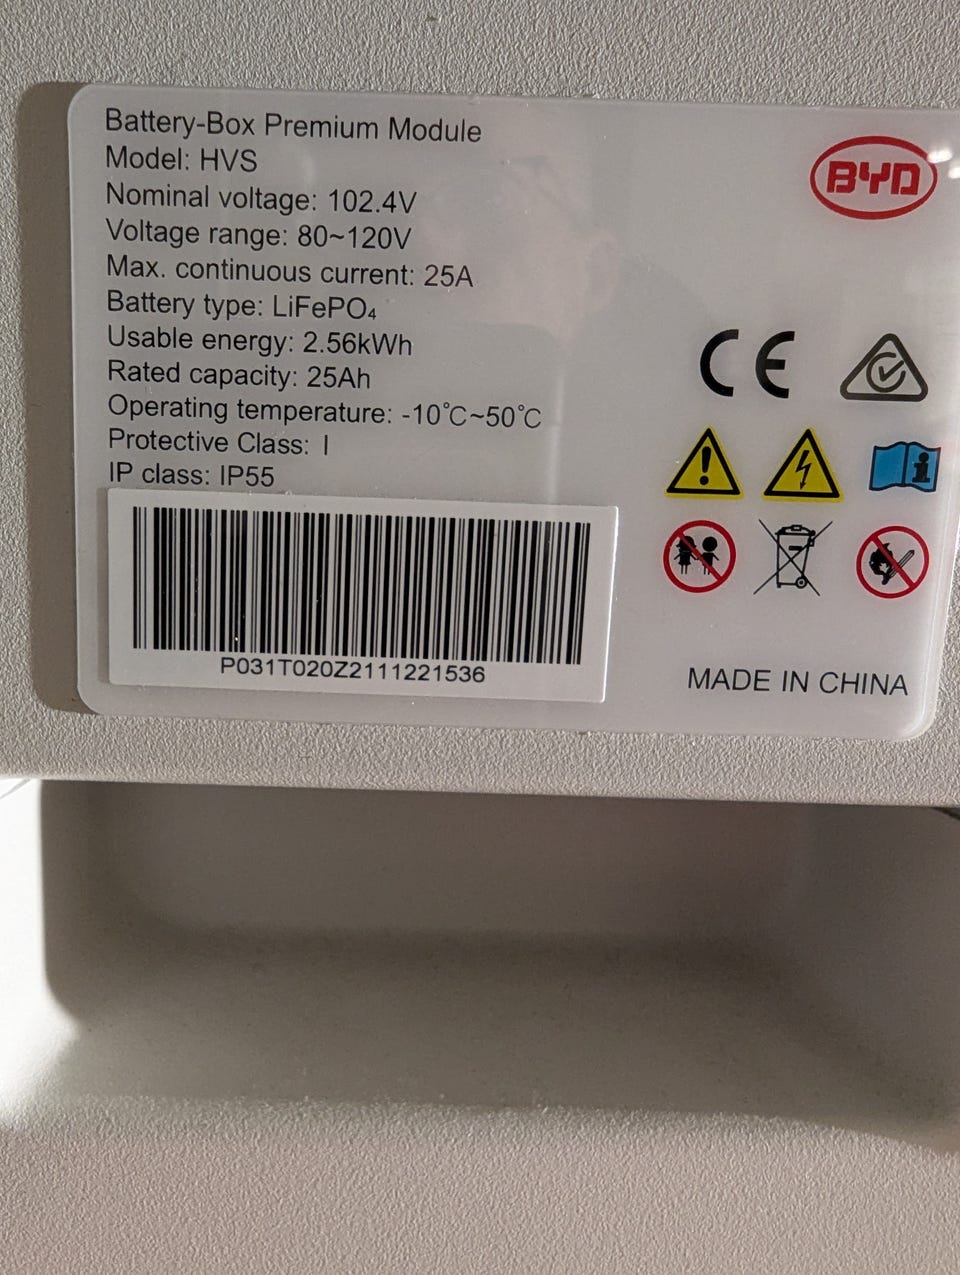 Battery-Box Premium Module
Model: HVS
Nominal voltage: 102.4V
Voltage range: 80~120V
Max. continuous current: 25A
Battery type: LiFePO₄
Usable energy: 2.56kWh
Rated capacity: 25Ah
Operating temperature: -10°C~50°C
Protective Class: I
IP class: IP55
P031T020Z2111221536
BYD
CE
MADE IN CHINA